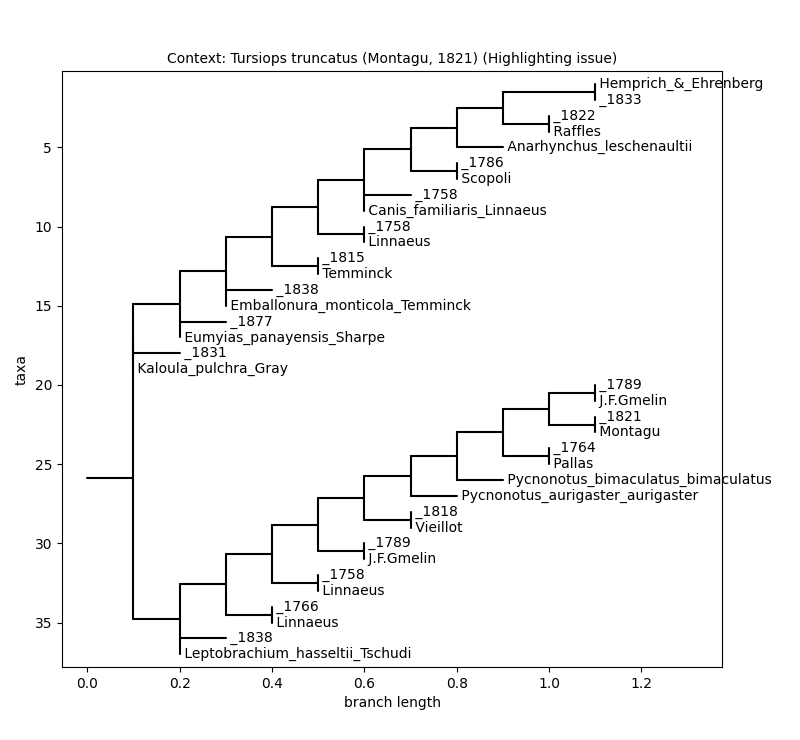 Context: Tursiops truncatus (Montagu, 1821) (Highlighting issue)
Hemprich_&_Ehrenberg
_1833
_1822
Raffles
Anarhynchus_leschenaultii
_1786
Scopoli
_1758
Canis_familiaris_Linnaeus
_1758
Linnaeus
_1815
Temminck
_1838
Emballonura_monticola_Temminck
_1877
Eumyias_panayensis_Sharpe
_1831
Kaloula_pulchra_Gray
_1789
J.F.Gmelin
_1821
Montagu
_1764
Pallas
Pycnonotus_bimaculatus_bimaculatus
Pycnonotus_aurigaster_aurigaster
_1818
Vieillot
_1789
J.F.Gmelin
_1758
Linnaeus
_1766
Linnaeus
_1838
Leptobrachium_hasseltii_Tschudi
5
10
15
20
25
30
35
taxa
0.0 0.2 0.4 0.6 0.8 1.0 1.2
branch length